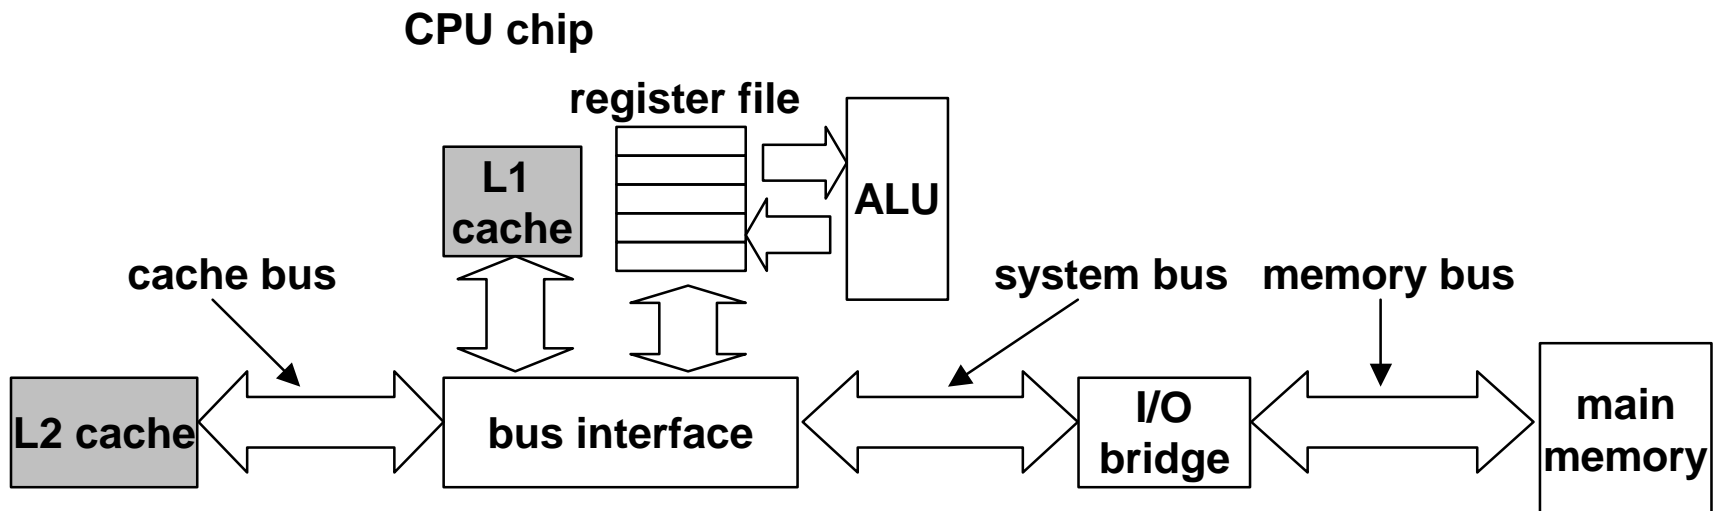 CPU chip
register file
L1
cache
ALU
cache bus
system bus
memory bus
L2 cache
bus interface
I/O
bridge
main
memory